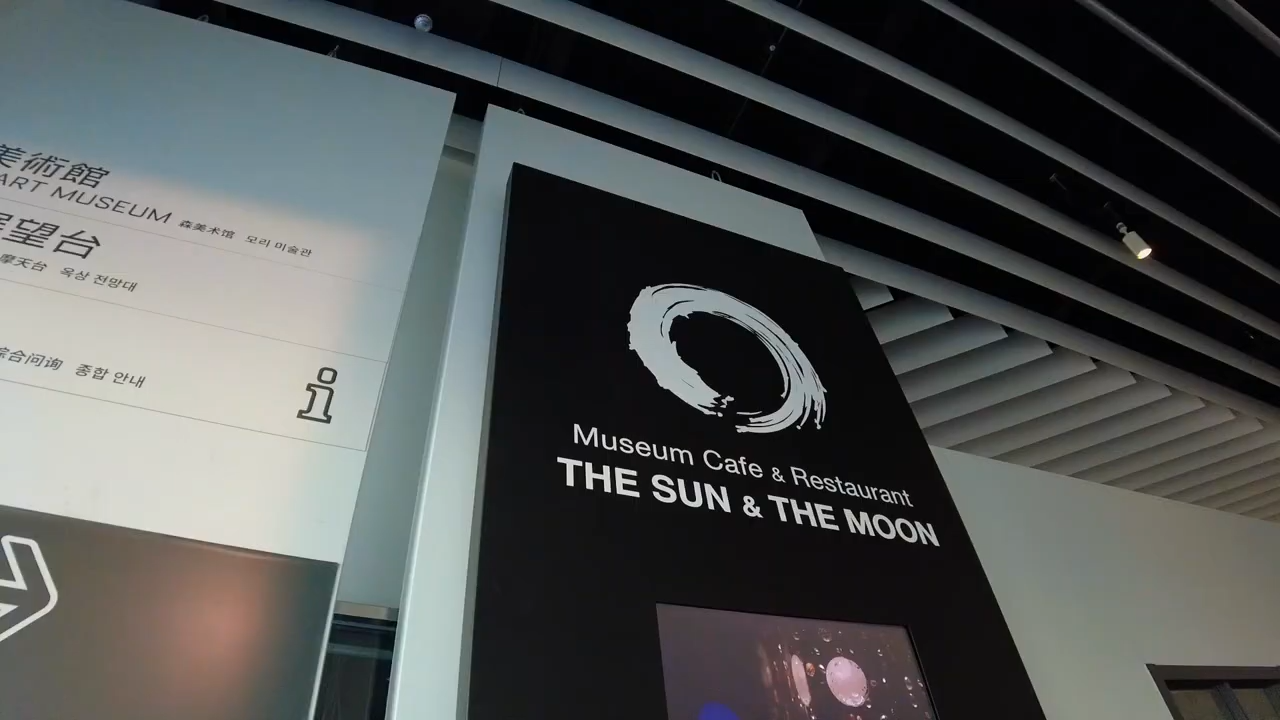 美術館
ART MUSEUM 森美术馆 모리 미술관
望台
摩天台 옥상 전망대
综合问询 종합 안내
i
Museum Cafe & Restaurant
THE SUN & THE MOON